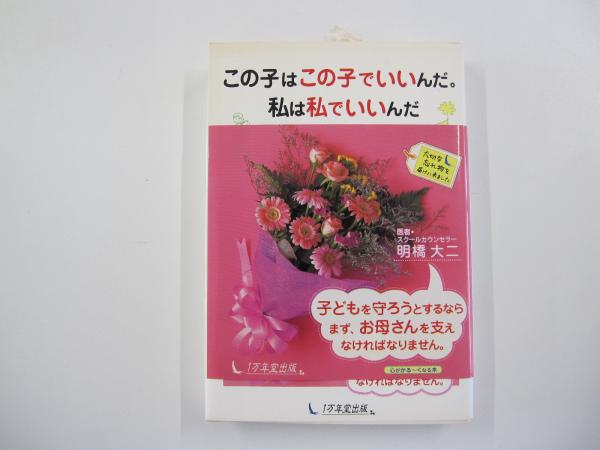 この子はこの子でいいんだ。
私は私でいいんだ
大切な
忘れ物を
届けに来ました
医者・
スクールカウンセラー
明橋 大二
子どもを守ろうとするなら
まず、お母さんを支え
なければなりません。
1万年堂出版
心がかる〜くなる本
なければなりません。
1万年堂出版